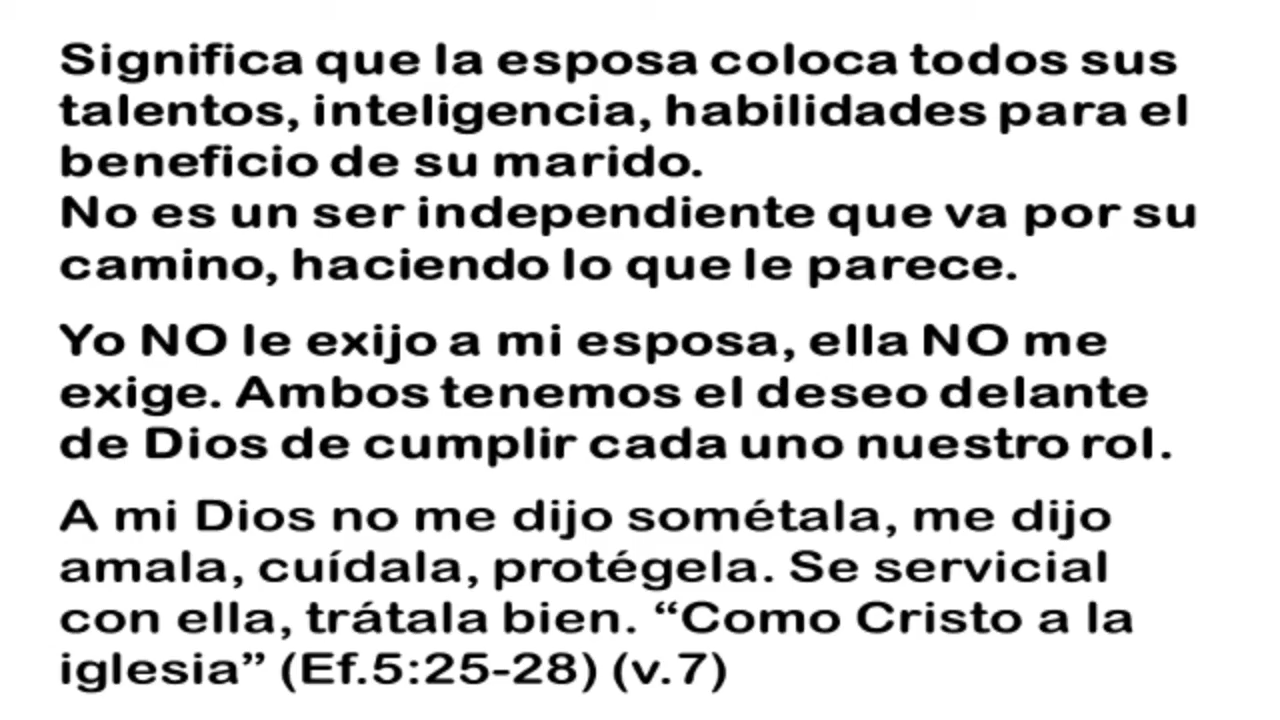 Significa que la esposa coloca todos sus
talentos, inteligencia, habilidades para el
beneficio de su marido.
No es un ser independiente que va por su
camino, haciendo lo que le parece.
Yo NO le exijo a mi esposa, ella NO me
exige. Ambos tenemos el deseo delante
de Dios de cumplir cada uno nuestro rol.
A mi Dios no me dijo sométala, me dijo
amala, cuídala, protégela. Se servicial
con ella, trátala bien. “Como Cristo a la
iglesia” (Ef.5:25-28) (v.7)